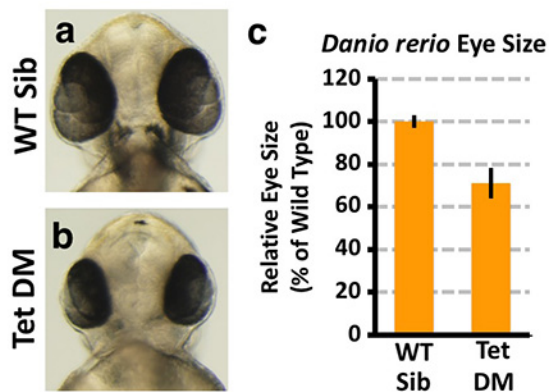 a
WT Sib
b
Tet DM
c
Danio rerio Eye Size
Relative Eye Size
(% of Wild Type)
120
100
80
60
40
20
0
WT
Sib
Tet
DM